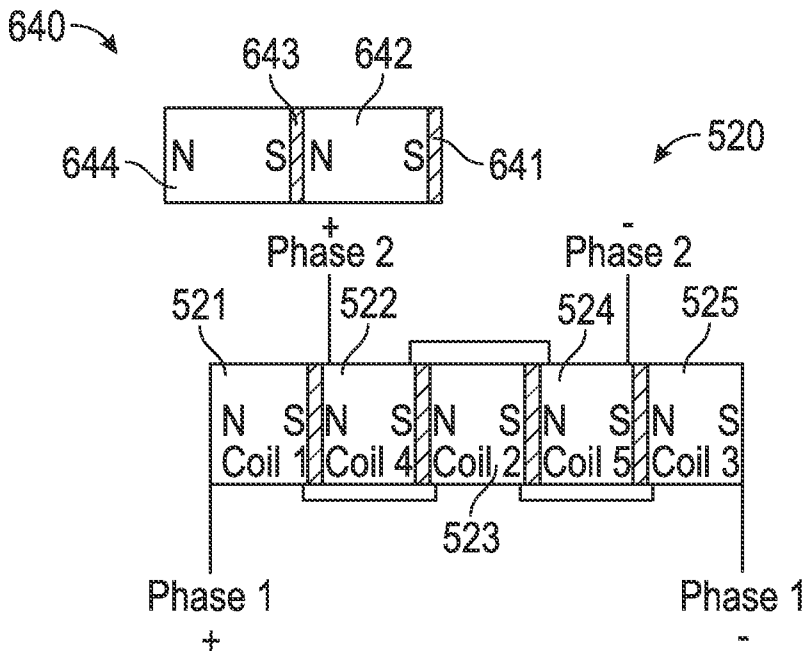 640
643 642
520
N S N S
644 641
+ -
Phase 2 Phase 2
521 522 524 525
N S N S N S N S N S
Coil 1 Coil 4 Coil 2 Coil 5 Coil 3
523
Phase 1 Phase 1
+ -